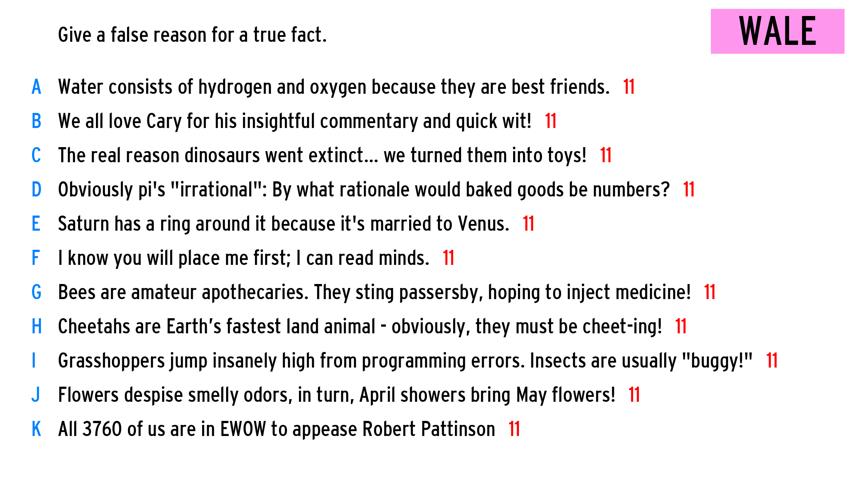 Give a false reason for a true fact.
WALE
A Water consists of hydrogen and oxygen because they are best friends. 11
B We all love Cary for his insightful commentary and quick wit! 11
C The real reason dinosaurs went extinct... we turned them into toys! 11
D Obviously pi's "irrational": By what rationale would baked goods be numbers? 11
E Saturn has a ring around it because it's married to Venus. 11
F I know you will place me first; I can read minds. 11
G Bees are amateur apothecaries. They sting passersby, hoping to inject medicine! 11
H Cheetahs are Earth’s fastest land animal - obviously, they must be cheet-ing! 11
I Grasshoppers jump insanely high from programming errors. Insects are usually "buggy!" 11
J Flowers despise smelly odors, in turn, April showers bring May flowers! 11
K All 3760 of us are in EWOW to appease Robert Pattinson 11